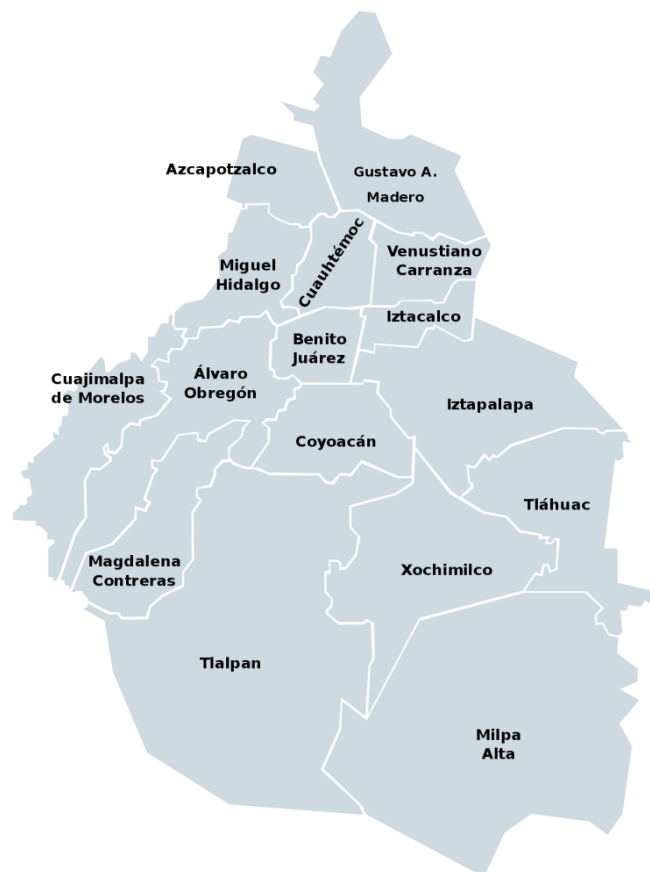 Azcapotzalco
Gustavo A.
Madero
Miguel
Hidalgo
Cuauhtémoc
Venustiano
Carranza
Iztacalco
Benito
Juárez
Cuajimalpa
de Morelos
Álvaro
Obregón
Iztapalapa
Coyoacán
Tláhuac
Magdalena
Contreras
Xochimilco
Tlalpan
Milpa
Alta